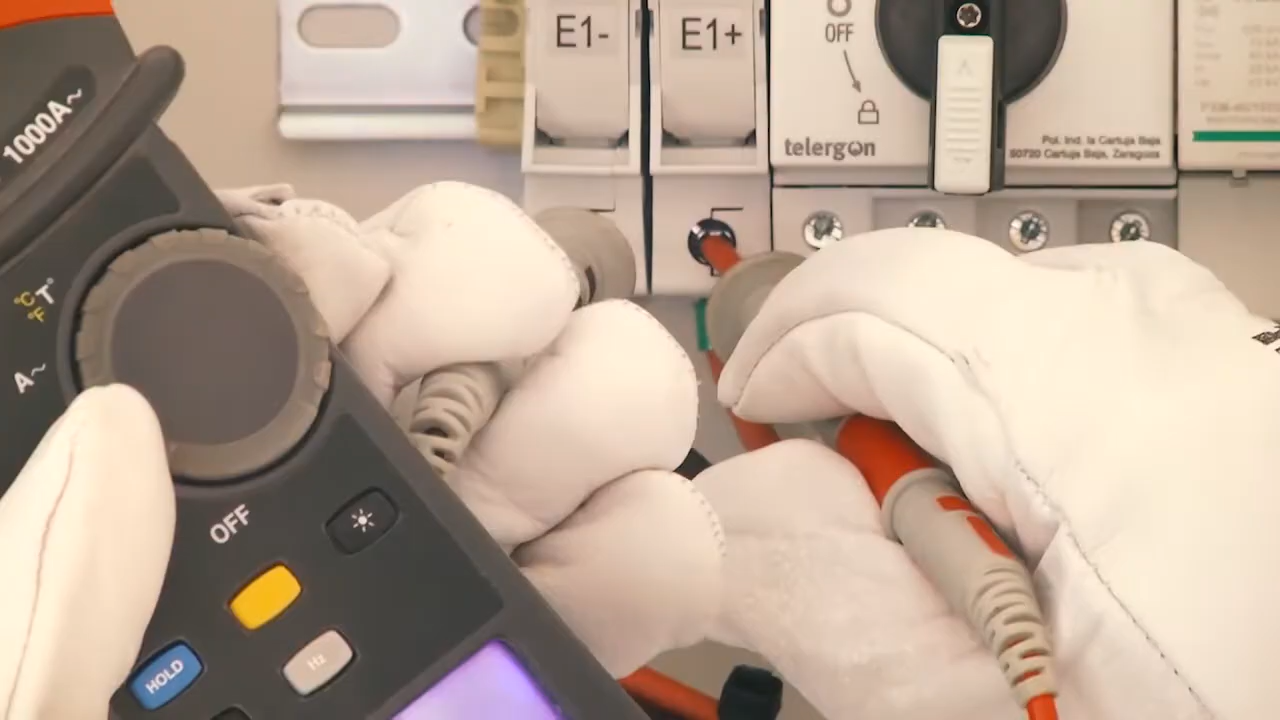 1000A~
E1-
E1+
OFF
telergon
Pol. Ind. la Cartuja Baja
50720 Cartuja Baja, Zaragoza
°C
°F
T°
A~
OFF
HOLD
Hz